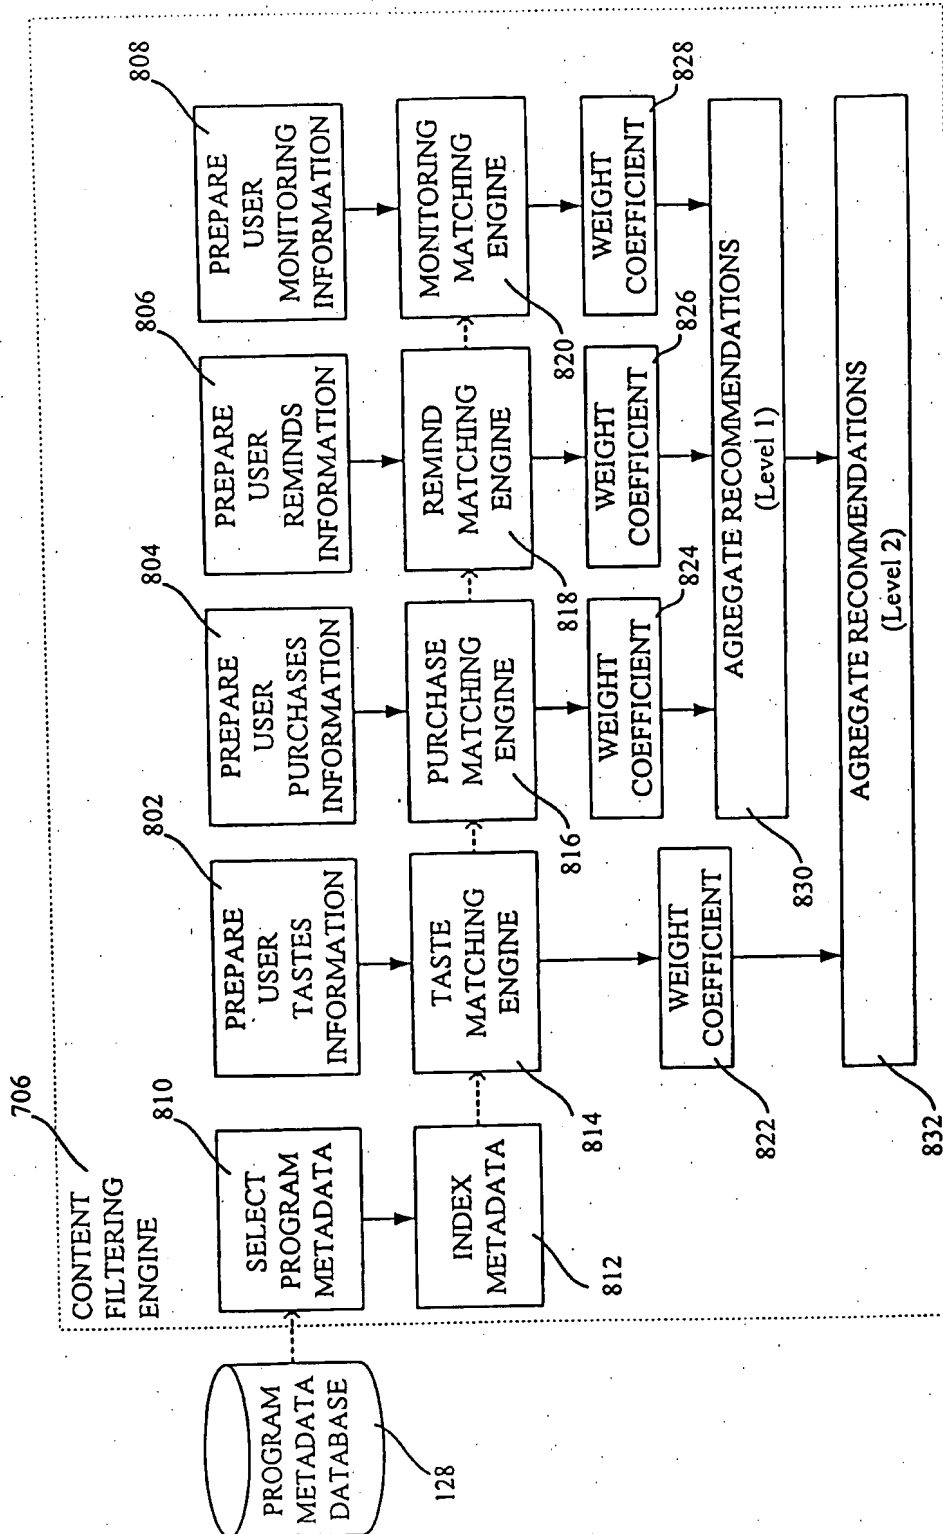 706
CONTENT
FILTERING
ENGINE
PROGRAM
METADATA
DATABASE
128
810
SELECT
PROGRAM
METADATA
802
PREPARE
USER
TASTES
INFORMATION
804
PREPARE
USER
PURCHASES
INFORMATION
806
PREPARE
USER
REMINDS
INFORMATION
808
PREPARE
USER
MONITORING
INFORMATION
INDEX
METADATA
812
TASTE
MATCHING
ENGINE
814
PURCHASE
MATCHING
ENGINE
816
REMIND
MATCHING
ENGINE
818
MONITORING
MATCHING
ENGINE
820
WEIGHT
COEFFICIENT
822
WEIGHT
COEFFICIENT
824
WEIGHT
COEFFICIENT
826
WEIGHT
COEFFICIENT
828
AGREGATE RECOMMENDATIONS
(Level 1)
830
AGREGATE RECOMMENDATIONS
(Level 2)
832